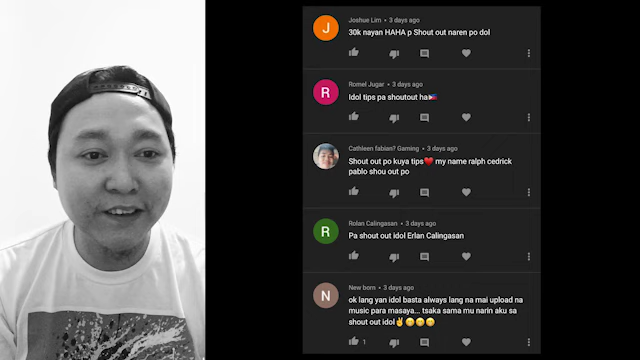 J
Joshue Lim • 3 days ago
30k nayan HAHA p Shout out naren po dol
R
Romel Jugar • 3 days ago
Idol tips pa shoutout ha🇵🇭
Cathleen fabian? Gaming • 3 days ago
Shout out po kuya tips❤️ my name ralph cedrick
pablo shou out po
R
Rolan Calingasan • 3 days ago
Pa shout out idol Erlan Calingasan
N
New born • 3 days ago
ok lang yan idol basta always lang na mai upload na
music para masaya... tsaka sama mu narin aku sa
shout out idol✌️😁😁😁
1